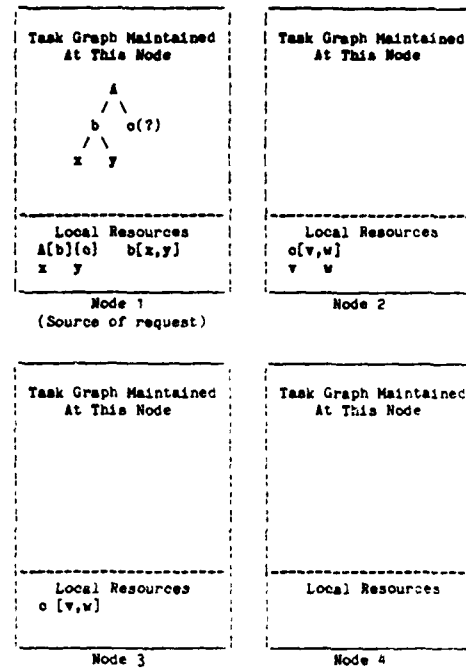 Task Graph Maintained
At This Node
A
/ \
b c(?)
/ \
x y
Local Resources
A[b]{c} b[x,y]
x y
Node 1
(Source of request)
Task Graph Maintained
At This Node
Local Resources
c[v,w]
v w
Node 2
Task Graph Maintained
At This Node
Local Resources
c [v,w]
Node 3
Task Graph Maintained
At This Node
Local Resources
Node 4